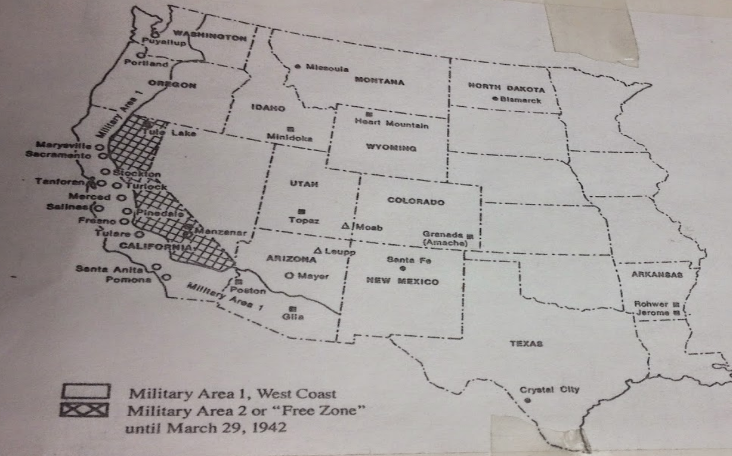 WASHINGTON
Puyallup
Portland
OREGON
Military Area 1
Missoula
MONTANA
NORTH DAKOTA
Bismarck
IDAHO
Heart Mountain
Tule Lake
Minidoka
WYOMING
Marysville
Sacramento
Stockton
Tanforan
Turlock
UTAH
COLORADO
Merced
Salinas
Pinedale
Topaz
Moab
Fresno
Manzanar
Granada
(Amache)
Tulare
CALIFORNIA
Leupp
ARIZONA
Santa Fe
Santa Anita
Mayer
NEW MEXICO
ARKANSAS
Pomona
Poston
Military Area 1
Gila
Rohwer
Jerome
TEXAS
Crystal City
Military Area 1, West Coast
Military Area 2 or "Free Zone"
until March 29, 1942